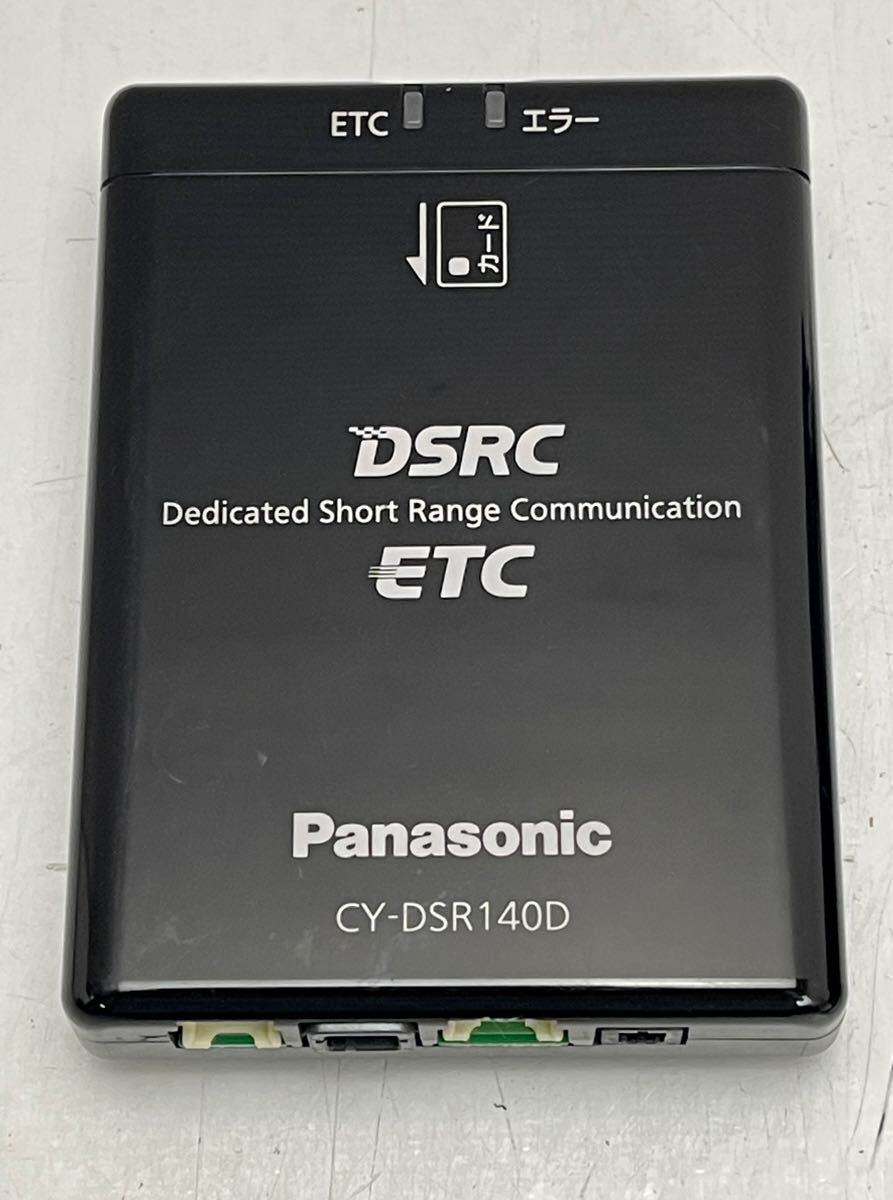 ETC エラー
カード
DSRC
Dedicated Short Range Communication
ETC
Panasonic
CY-DSR140D